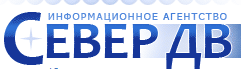 ИНФОРМАЦИОННОЕ АГЕНТСТВО
СЕВЕР ДВ